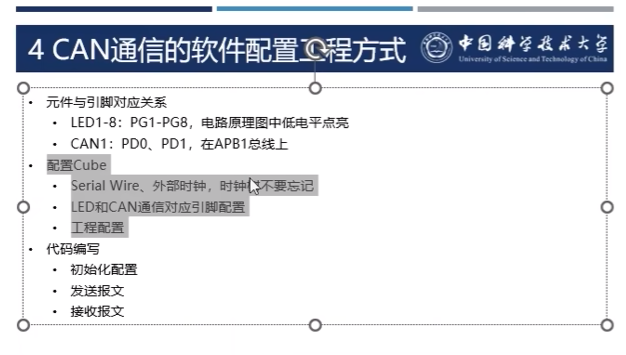 4 CAN通信的软件配置工程方式
中国科学技术大学
University of Science and Technology of China
• 元件与引脚对应关系
• LED1-8：PG1-PG8，电路原理图中低电平点亮
• CAN1：PD0、PD1，在APB1总线上
• 配置Cube
• Serial Wire、外部时钟，时钟树不要忘记
• LED和CAN通信对应引脚配置
• 工程配置
• 代码编写
• 初始化配置
• 发送报文
• 接收报文